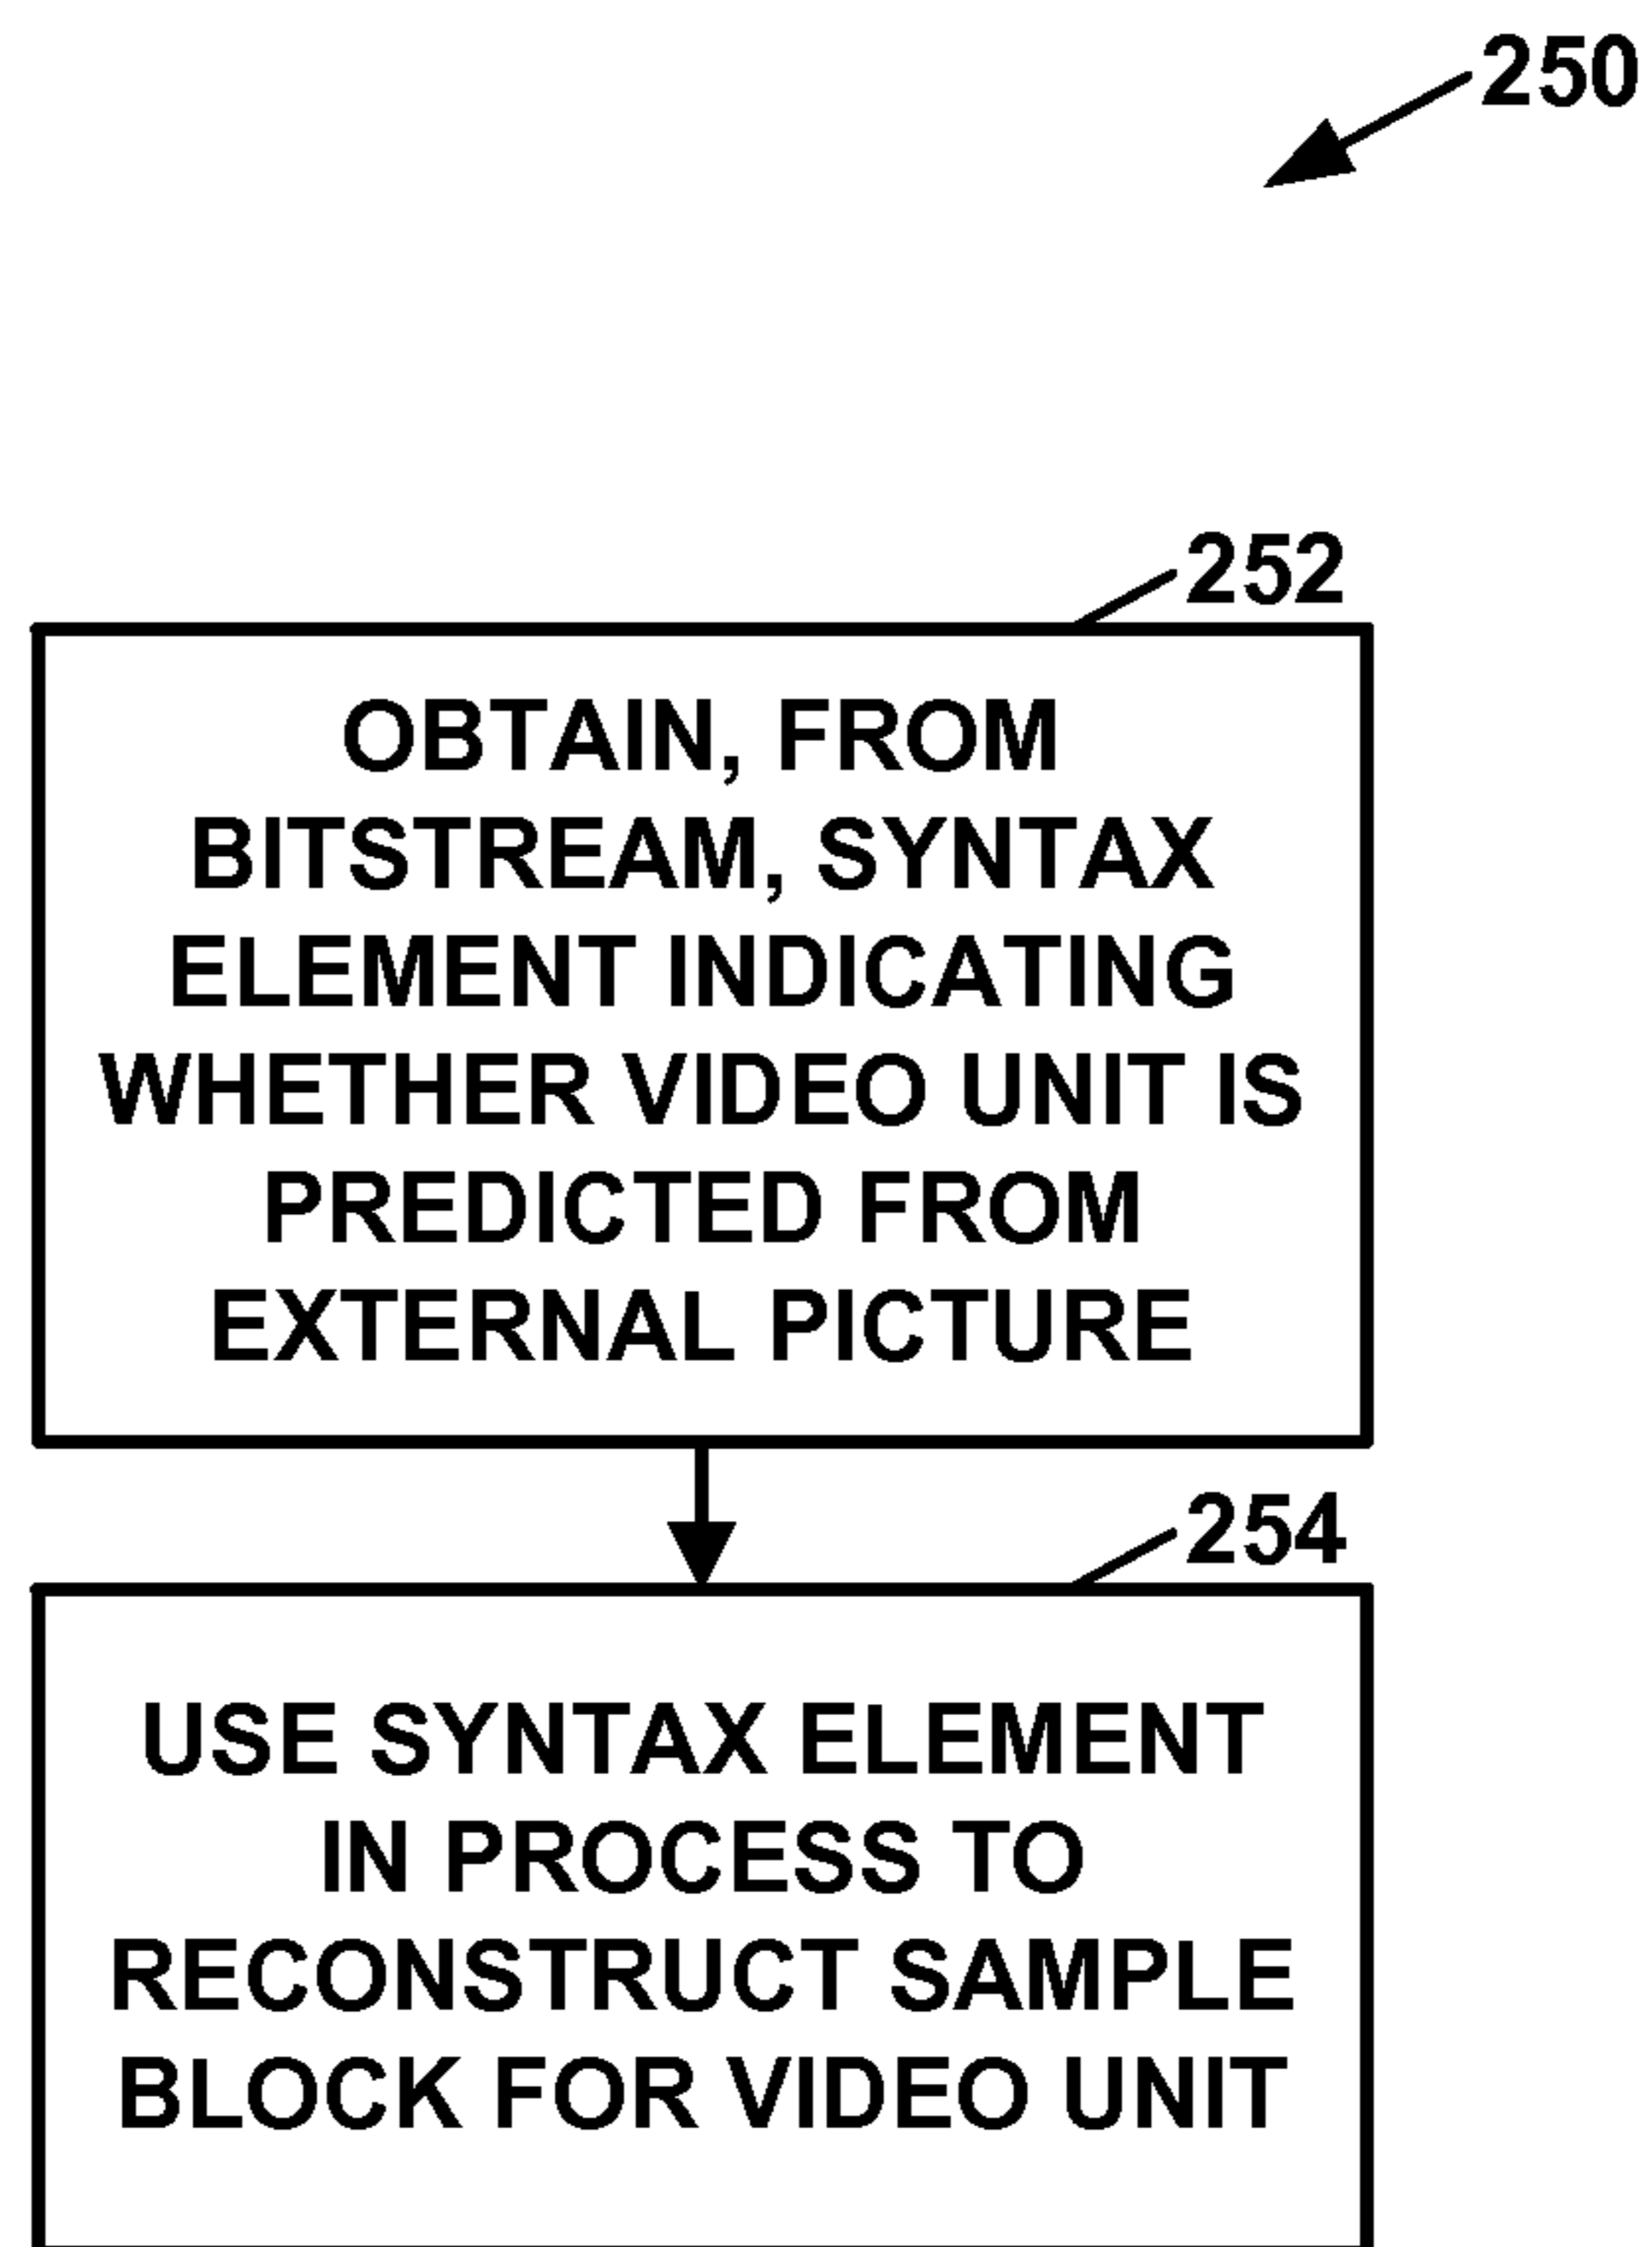 250
252
OBTAIN, FROM
BITSTREAM, SYNTAX
ELEMENT INDICATING
WHETHER VIDEO UNIT IS
PREDICTED FROM
EXTERNAL PICTURE
254
USE SYNTAX ELEMENT
IN PROCESS TO
RECONSTRUCT SAMPLE
BLOCK FOR VIDEO UNIT